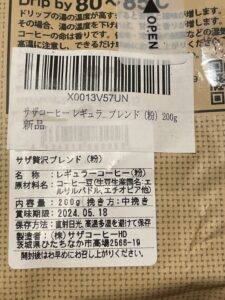 Drip by 80～85℃
ドリップの湯の温度が高す
その場合、湯の温度を下げ
コーヒーの命は香りです。
高温に注意し、できるだけ
OPEN
X0013V57UN
サザコーヒー レギュラ_ブレンド (粉) 200g
新品
サザ贅沢ブレンド（粉）
名称：レギュラーコーヒー（粉）
原材料名：コーヒー豆（生豆生産国名：エ
ルサルバドル、エチオピア他）
内容量：200g 挽き方：中挽き
賞味期限：2024.05.18
保存方法：直射日光、高温多湿を避けて保存
製造者：（株）サザコーヒーHD
茨城県ひたちなか市高場2566-19
開封後はお早めにお召し上がりください。